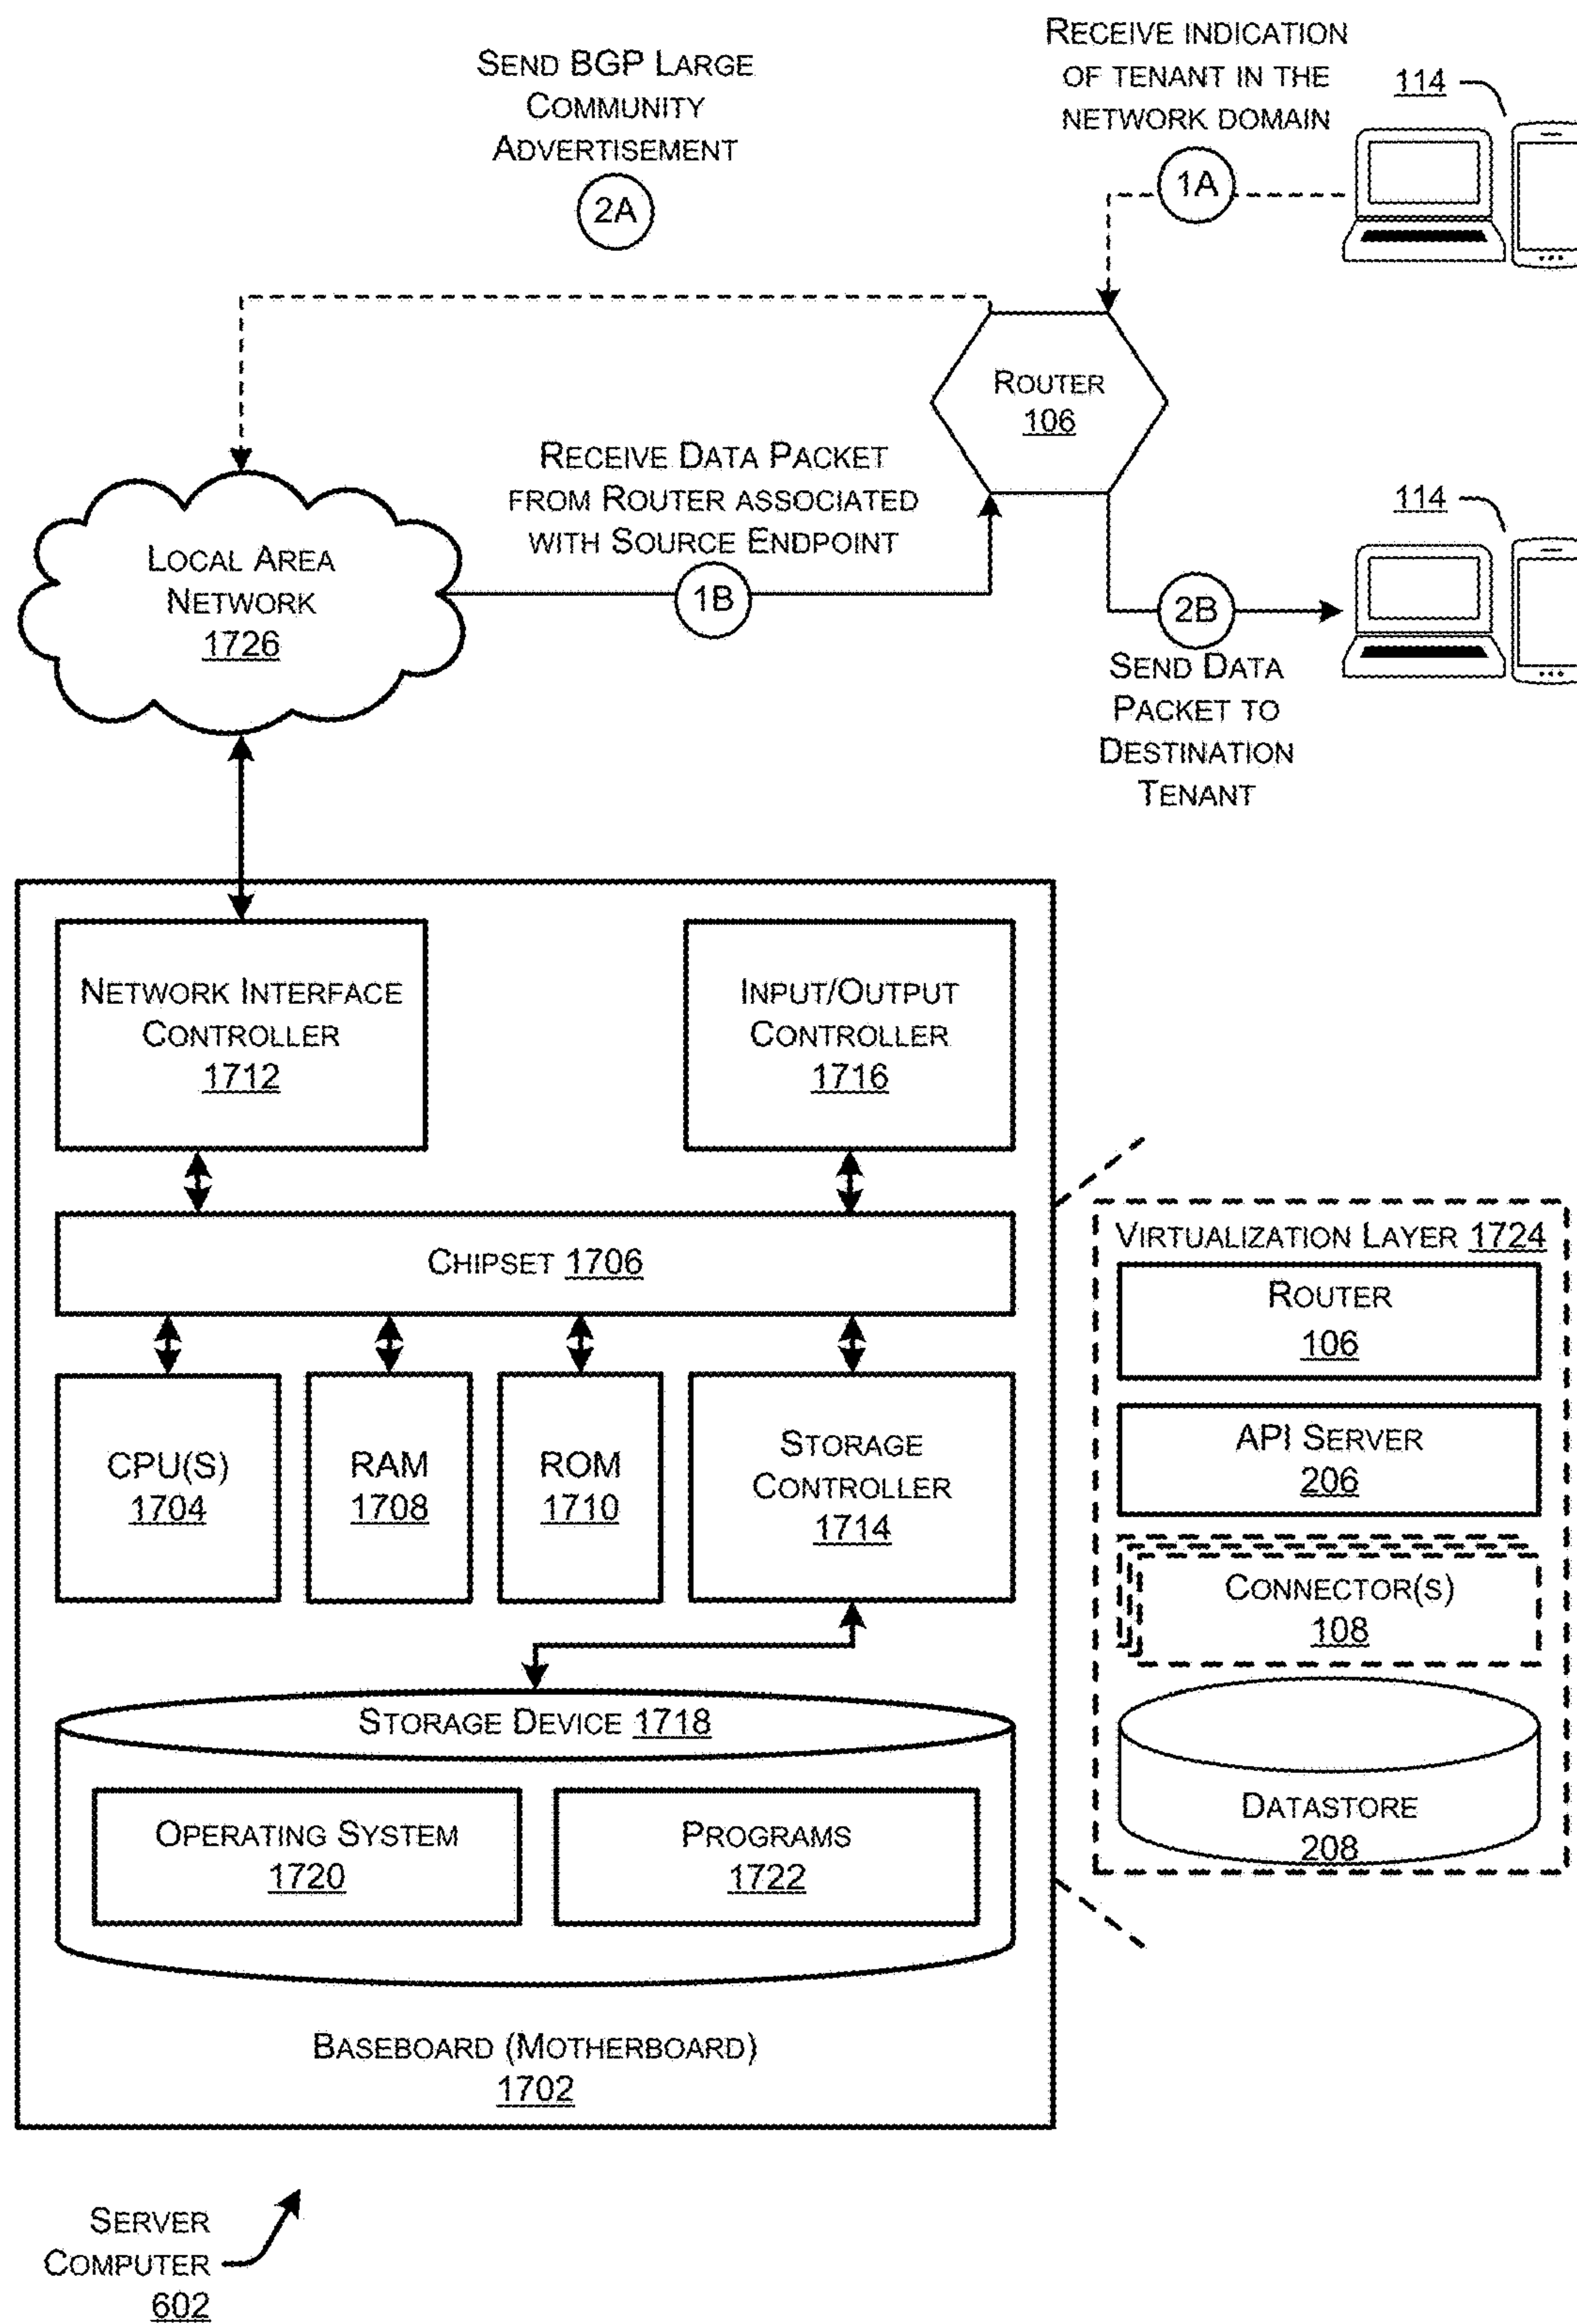 SEND BGP LARGE
COMMUNITY
ADVERTISEMENT
2A
RECEIVE INDICATION
OF TENANT IN THE
NETWORK DOMAIN
1A
114
ROUTER
106
RECEIVE DATA PACKET
FROM ROUTER ASSOCIATED
WITH SOURCE ENDPOINT
1B
114
2B
SEND DATA
PACKET TO
DESTINATION
TENANT
LOCAL AREA
NETWORK
1726
NETWORK INTERFACE
CONTROLLER
1712
INPUT/OUTPUT
CONTROLLER
1716
CHIPSET 1706
CPU(S)
1704
RAM
1708
ROM
1710
STORAGE
CONTROLLER
1714
STORAGE DEVICE 1718
OPERATING SYSTEM
1720
PROGRAMS
1722
BASEBOARD (MOTHERBOARD)
1702
VIRTUALIZATION LAYER 1724
ROUTER
106
API SERVER
206
CONNECTOR(S)
108
DATASTORE
208
SERVER
COMPUTER
602